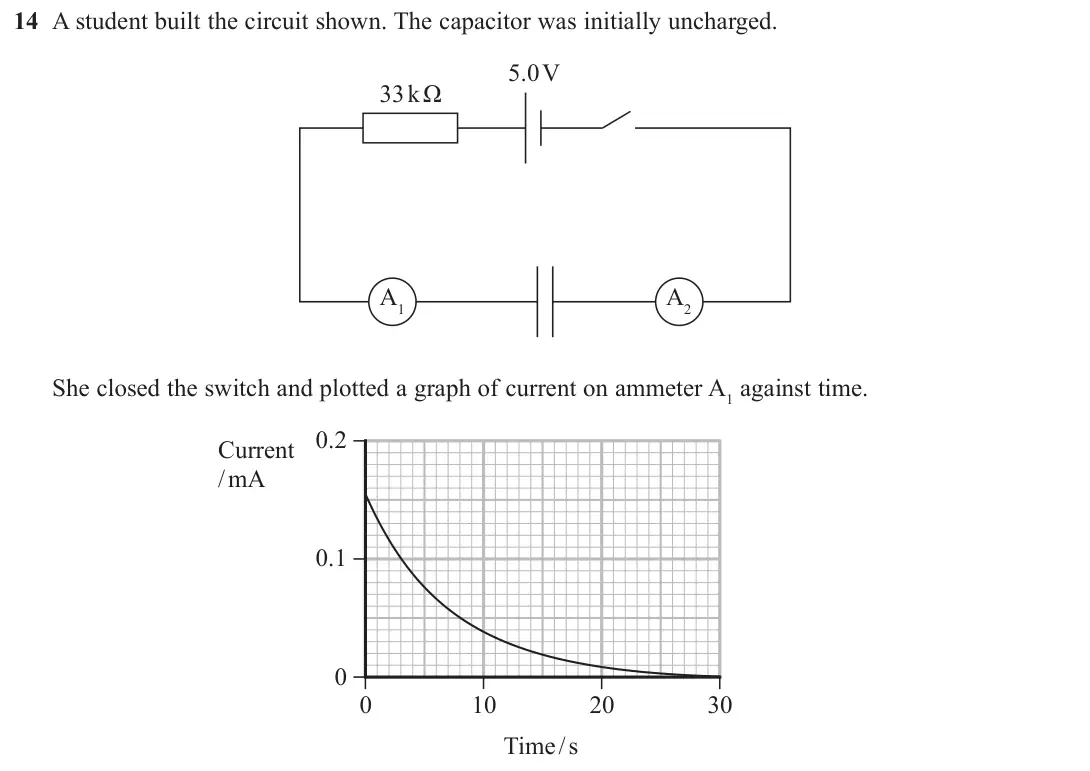 14 A student built the circuit shown. The capacitor was initially uncharged.
5.0 V
33 kΩ
A₁
A₂
She closed the switch and plotted a graph of current on ammeter A₁ against time.
Current
/mA
0.2
0.1
0
0 10 20 30
Time/s